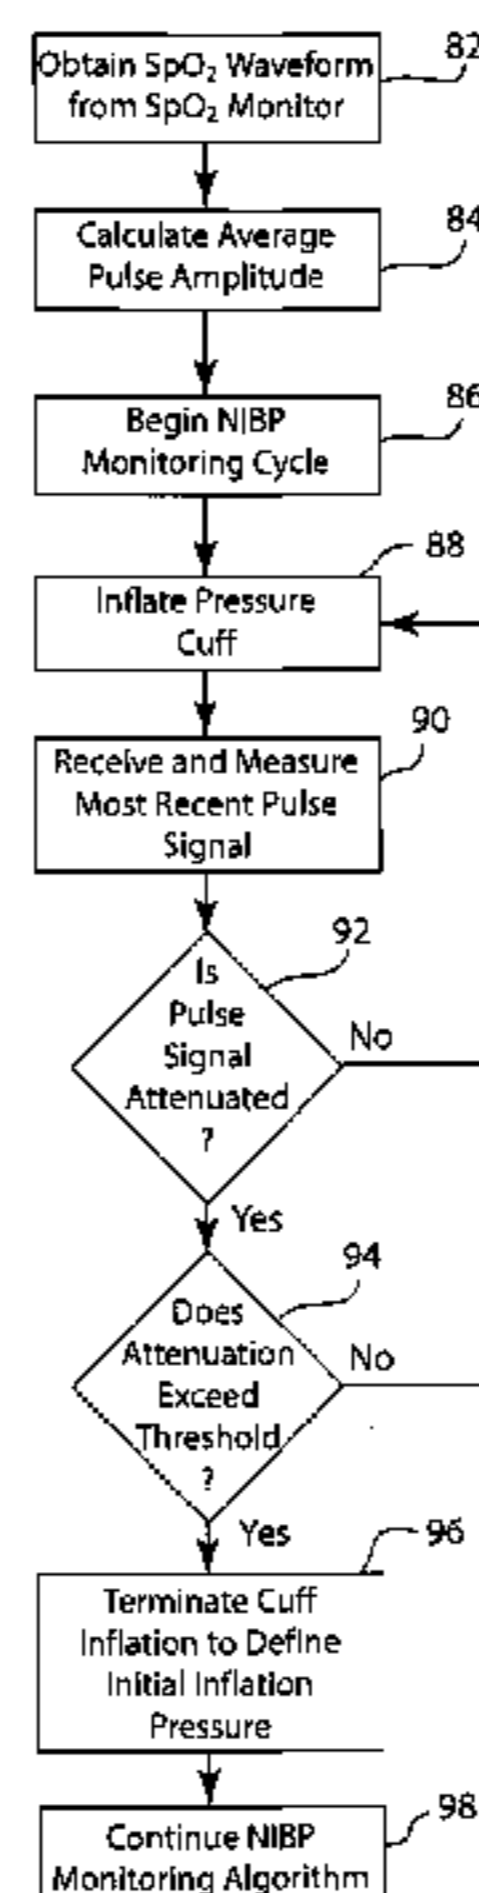 Obtain SpO₂ Waveform
from SpO₂ Monitor
82
Calculate Average
Pulse Amplitude
84
Begin NIBP
Monitoring Cycle
86
Inflate Pressure
Cuff
88
Receive and Measure
Most Recent Pulse
Signal
90
Is
Pulse
Signal
Attenuated
?
92
No
Yes
Does
Attenuation
Exceed
Threshold
?
94
No
Yes
Terminate Cuff
Inflation to Define
Initial Inflation
Pressure
96
Continue NIBP
Monitoring Algorithm
98